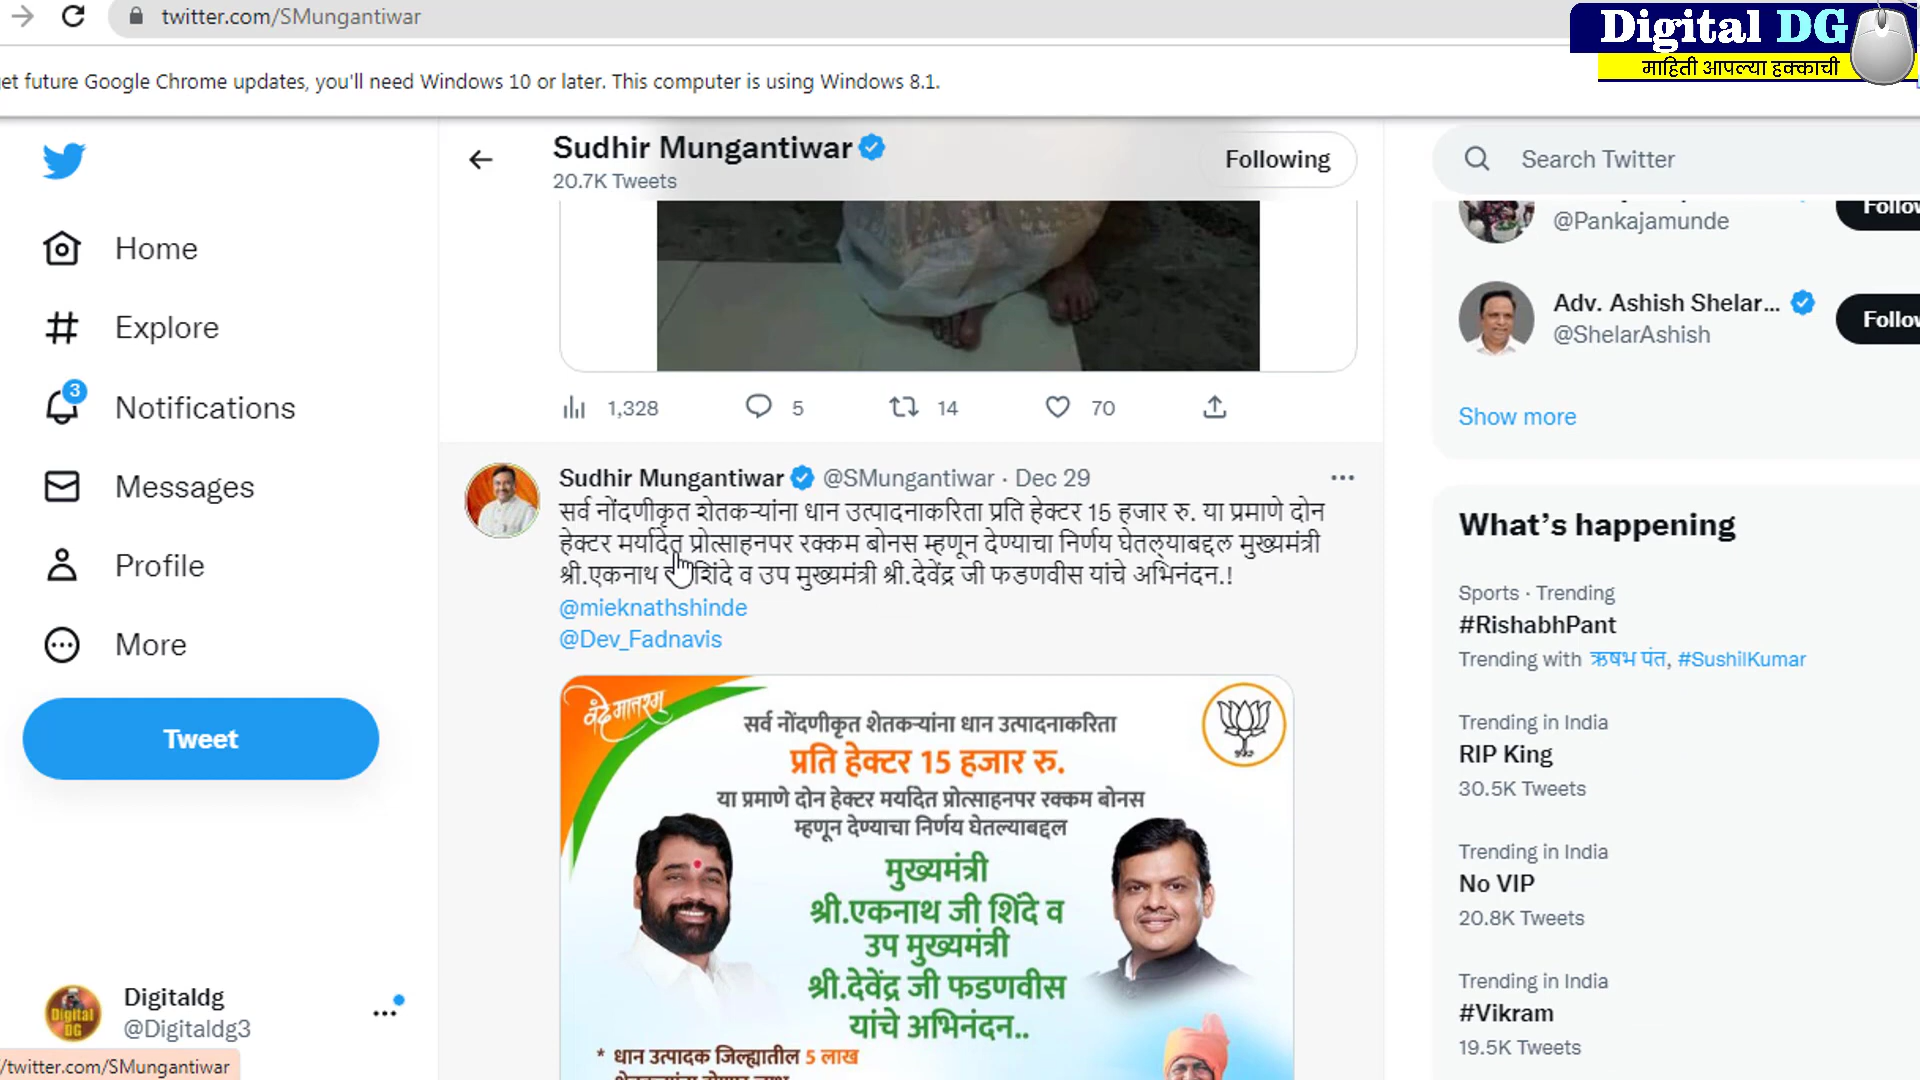 twitter.com/SMungantiwar
Digital DG
माहिती आपल्या हक्काची
et future Google Chrome updates, you'll need Windows 10 or later. This computer is using Windows 8.1.
Sudhir Mungantiwar
20.7K Tweets
Following
Search Twitter
Home
Explore
Notifications
3
Messages
Profile
More
Tweet
Digitaldg
@Digitaldg3
Digital
DG
/twitter.com/SMungantiwar
1,328
5
14
70
Sudhir Mungantiwar @SMungantiwar · Dec 29
सर्व नोंदणीकृत शेतकऱ्यांना धान उत्पादनाकरिता प्रति हेक्टर 15 हजार रु. या प्रमाणे दोन
हेक्टर मर्यादेत प्रोत्साहनपर रक्कम बोनस म्हणून देण्याचा निर्णय घेतल्याबद्दल मुख्यमंत्री
श्री.एकनाथ शिंदे व उप मुख्यमंत्री श्री.देवेंद्र जी फडणवीस यांचे अभिनंदन.!
@mieknathshinde
@Dev_Fadnavis
वंदे मातरम्
सर्व नोंदणीकृत शेतकऱ्यांना धान उत्पादनाकरिता
प्रति हेक्टर 15 हजार रु.
या प्रमाणे दोन हेक्टर मर्यादेत प्रोत्साहनपर रक्कम बोनस
म्हणून देण्याचा निर्णय घेतल्याबद्दल
मुख्यमंत्री
श्री.एकनाथ जी शिंदे व
उप मुख्यमंत्री
श्री.देवेंद्र जी फडणवीस
यांचे अभिनंदन..
* धान उत्पादक जिल्ह्यातील 5 लाख
@Pankajamunde
Follow
Adv. Ashish Shelar...
@ShelarAshish
Follow
Show more
What's happening
Sports · Trending
#RishabhPant
Trending with ऋषभ पंत, #SushilKumar
Trending in India
RIP King
30.5K Tweets
Trending in India
No VIP
20.8K Tweets
Trending in India
#Vikram
19.5K Tweets